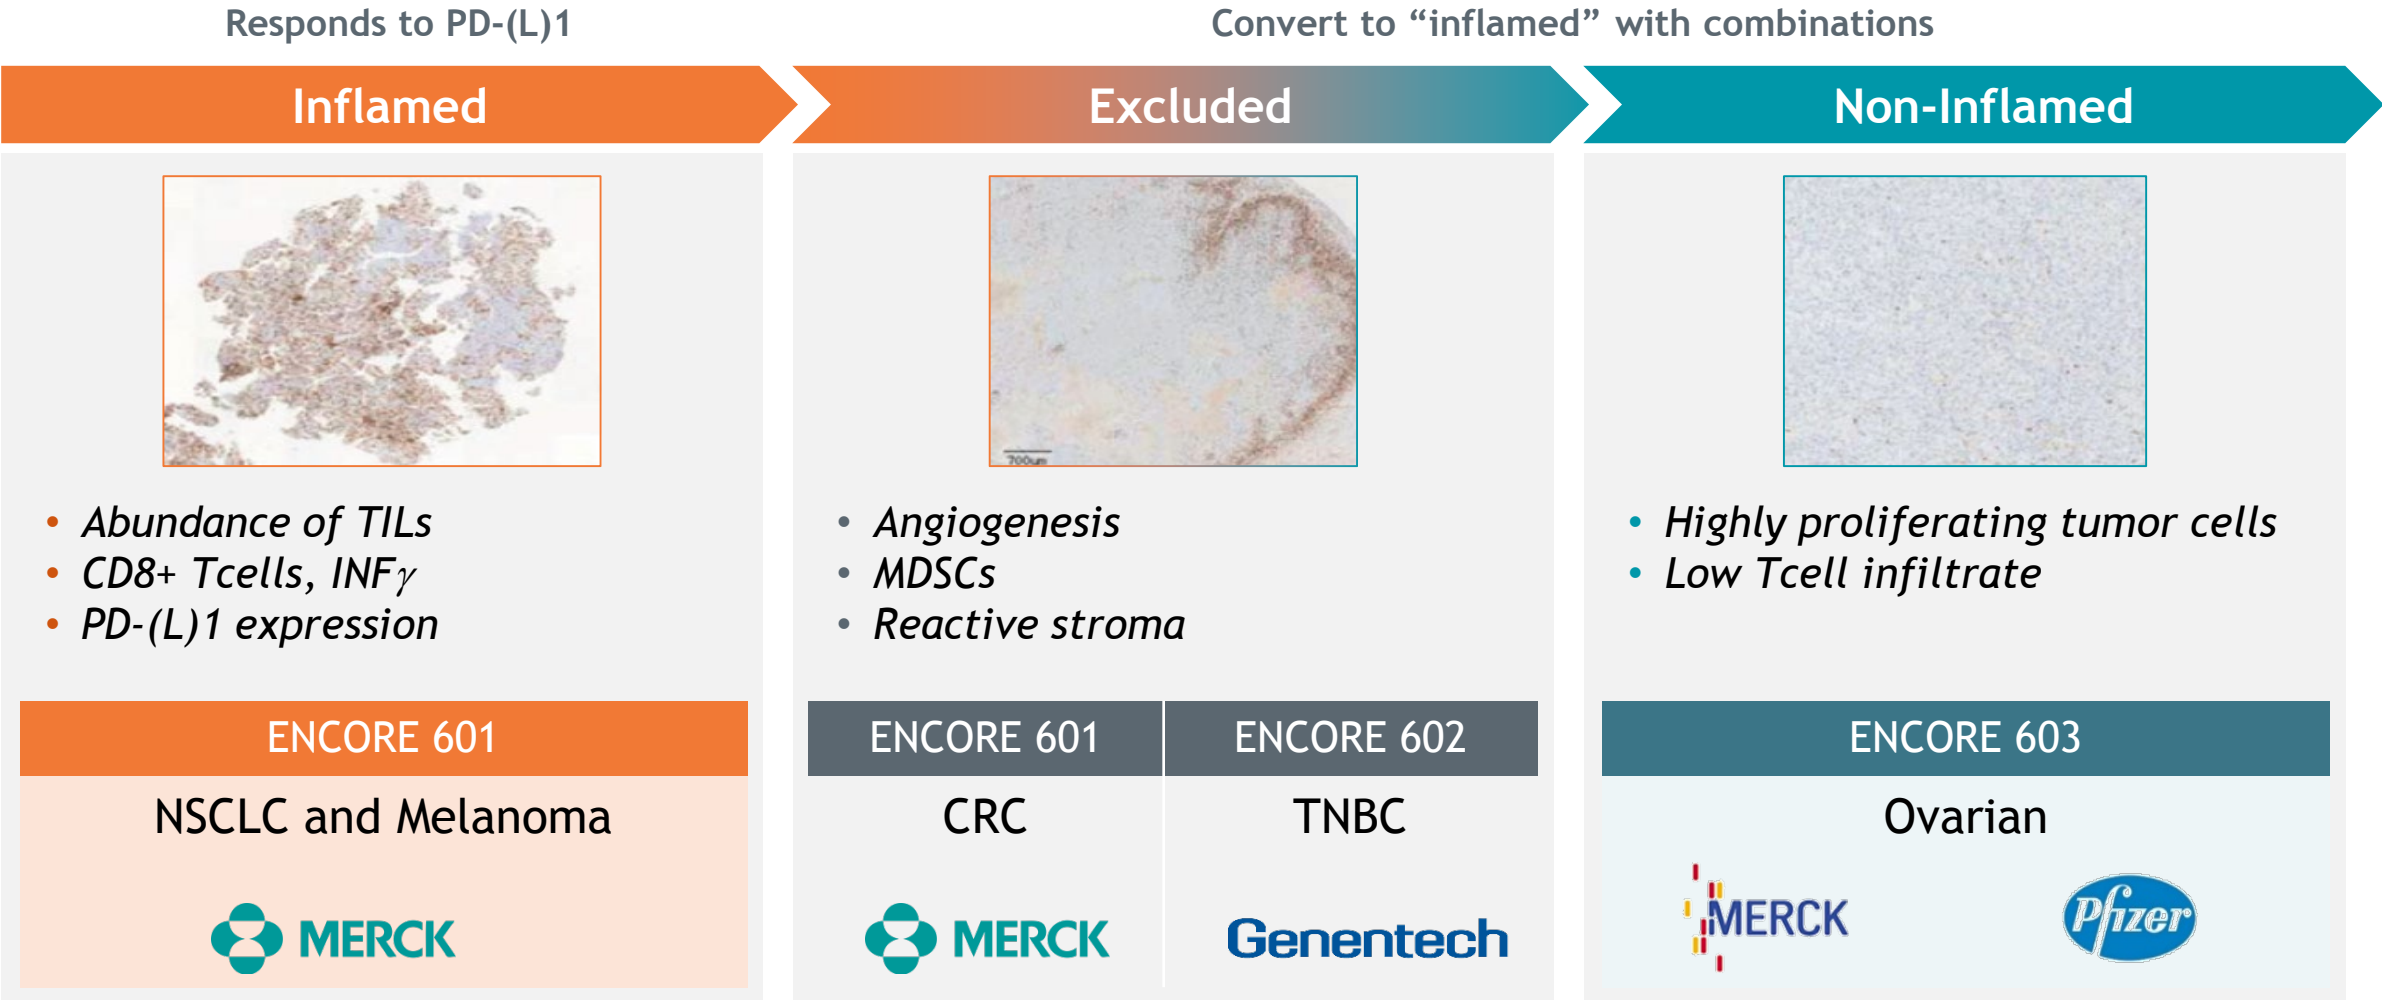 Responds to PD-(L)1
Convert to “inflamed” with combinations
Inflamed
Excluded
Non-Inflamed
700um
• Abundance of TILs
• CD8+ Tcells, INFγ
• PD-(L)1 expression
• Angiogenesis
• MDSCs
• Reactive stroma
• Highly proliferating tumor cells
• Low Tcell infiltrate
ENCORE 601
NSCLC and Melanoma
MERCK
ENCORE 601
CRC
MERCK
ENCORE 602
TNBC
Genentech
ENCORE 603
Ovarian
MERCK
Pfizer